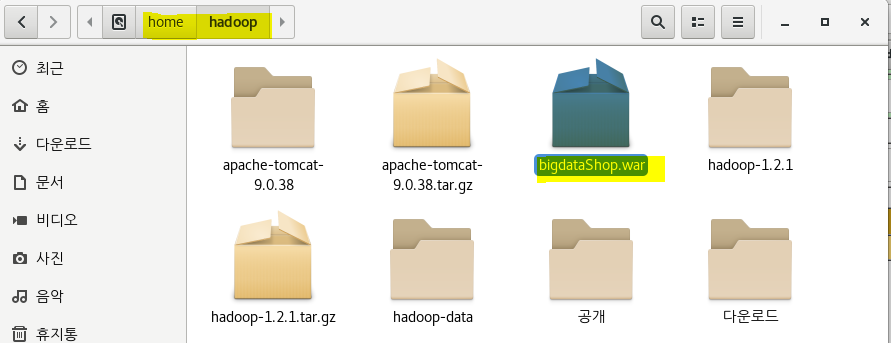 home
hadoop
최근
홈
다운로드
문서
비디오
사진
음악
휴지통
apache-tomcat-
9.0.38
apache-tomcat-
9.0.38.tar.gz
bigdataShop.war
hadoop-1.2.1
hadoop-1.2.1.tar.gz
hadoop-data
공개
다운로드